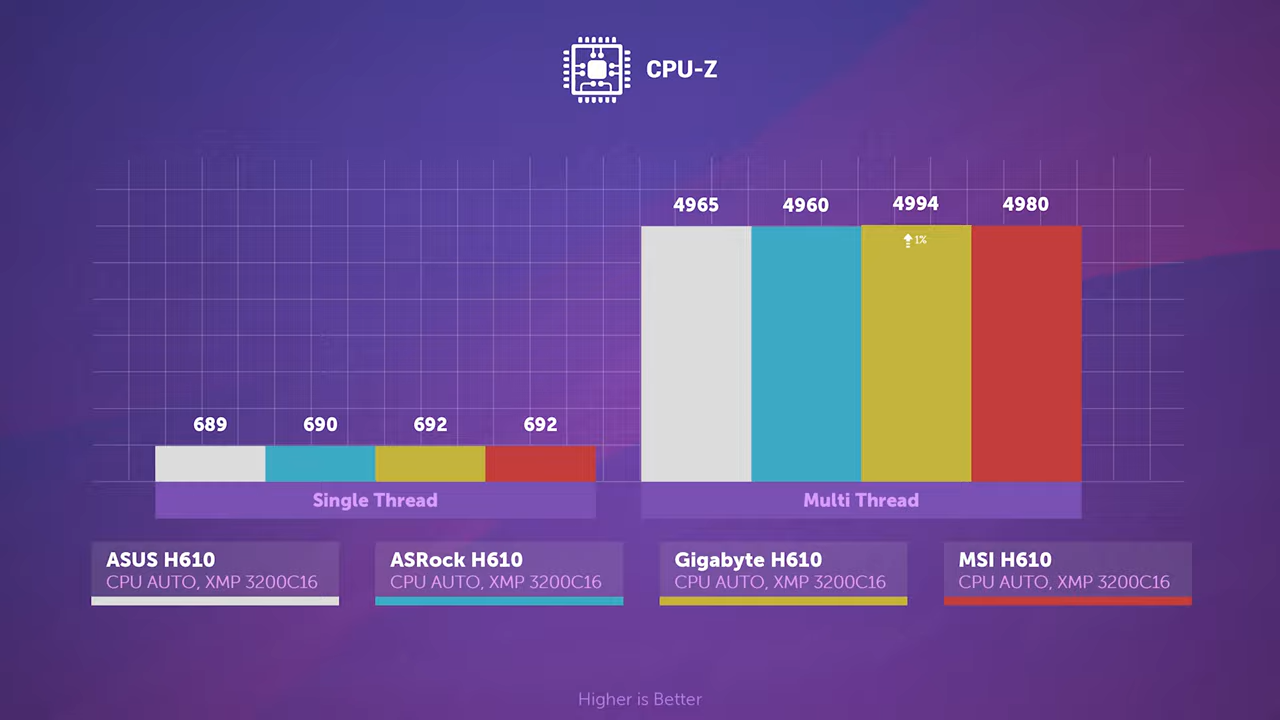 CPU-Z
4965
4960
4994
4980
1%
689
690
692
692
Single Thread
Multi Thread
ASUS H610
CPU AUTO, XMP 3200C16
ASRock H610
CPU AUTO, XMP 3200C16
Gigabyte H610
CPU AUTO, XMP 3200C16
MSI H610
CPU AUTO, XMP 3200C16
Higher is Better